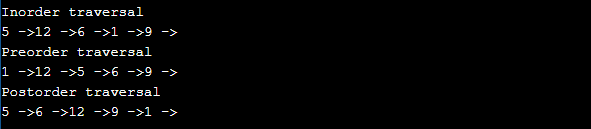 Inorder traversal
5 ->12 ->6 ->1 ->9 ->
Preorder traversal
1 ->12 ->5 ->6 ->9 ->
Postorder traversal
5 ->6 ->12 ->9 ->1 ->